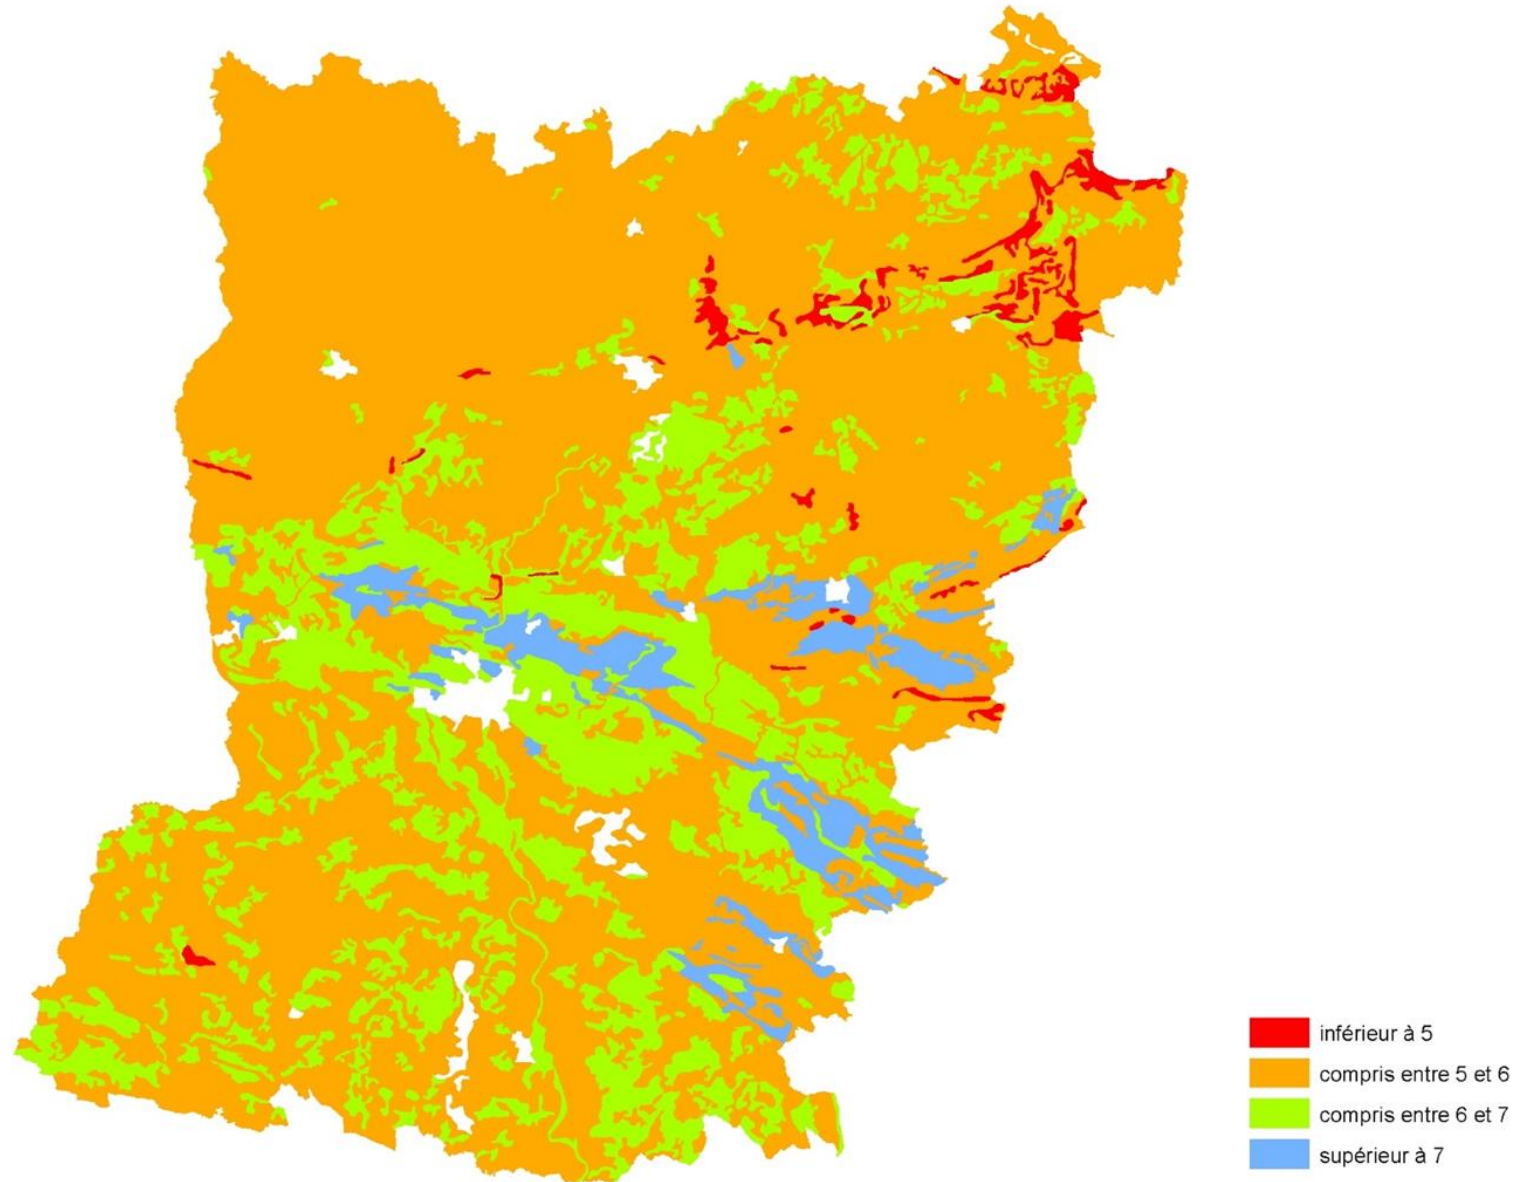 inférieur à 5
compris entre 5 et 6
compris entre 6 et 7
supérieur à 7